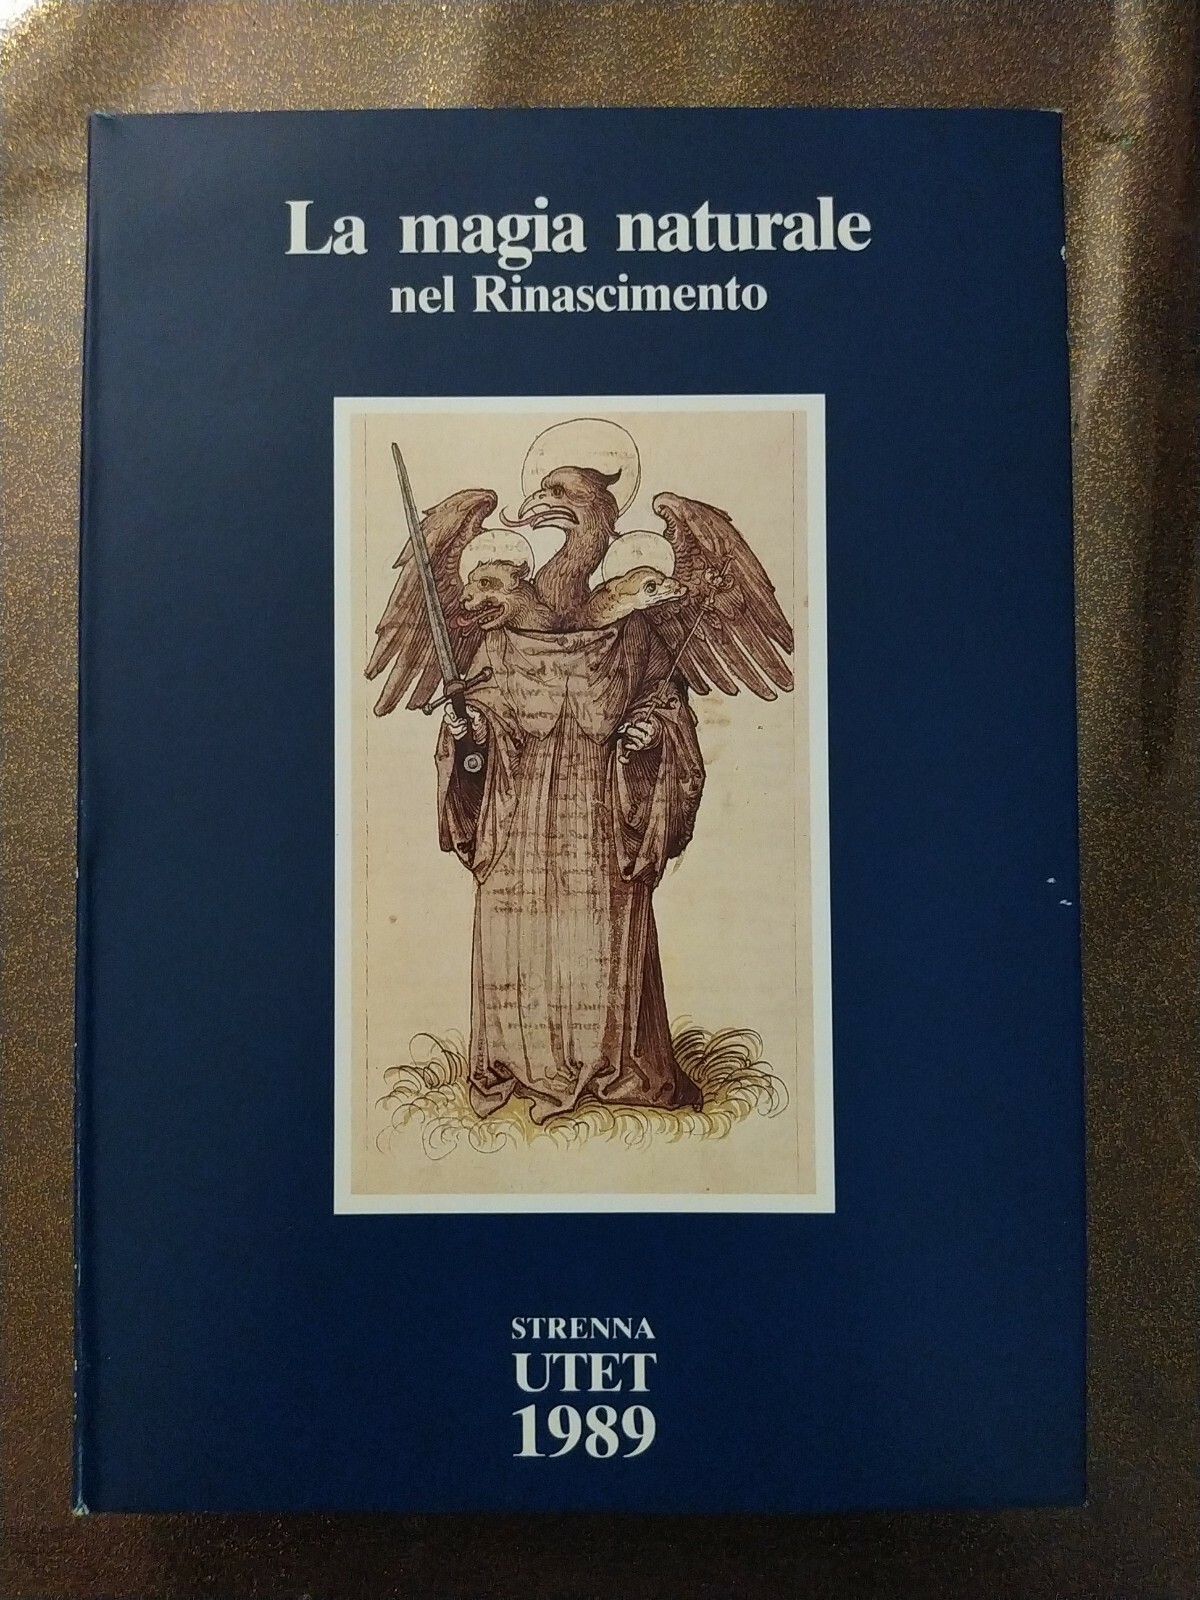 La magia naturale
nel Rinascimento
STRENNA
UTET
1989